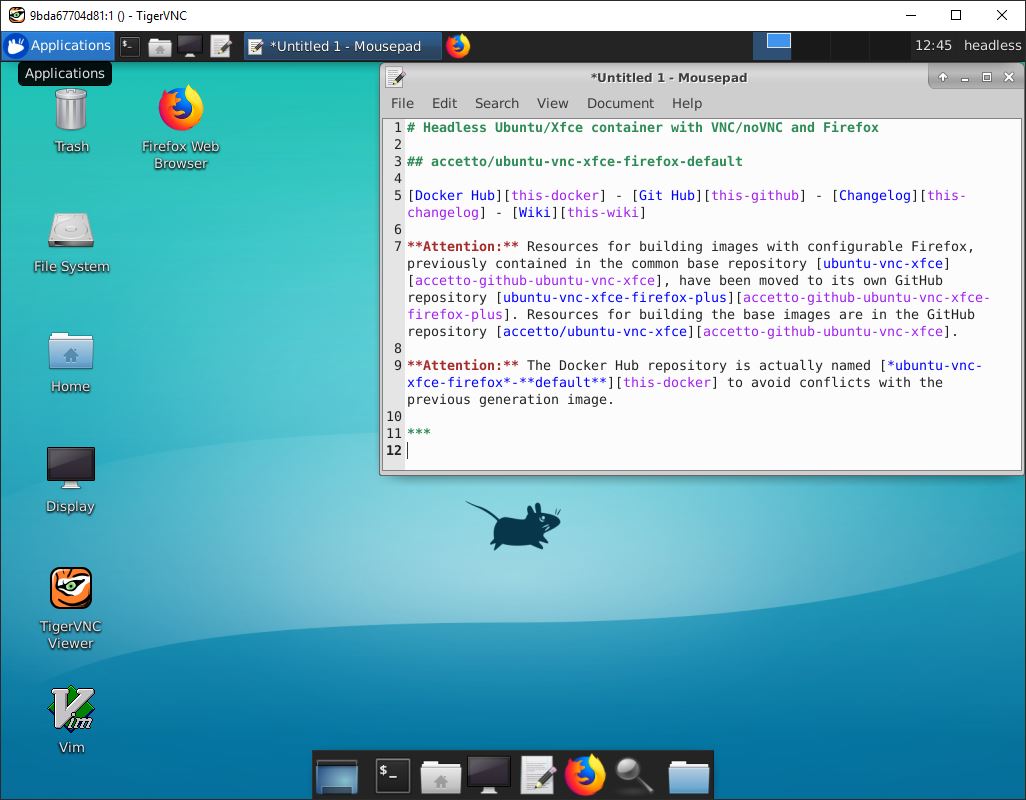 9bda67704d81:1 () - TigerVNC
Applications
*Untitled 1 - Mousepad
12:45 headless
Applications
Trash
Firefox Web
Browser
File System
Home
Display
TigerVNC
Viewer
Vim
*Untitled 1 - Mousepad
File Edit Search View Document Help
1 # Headless Ubuntu/Xfce container with VNC/noVNC and Firefox
2
3 ## accetto/ubuntu-vnc-xfce-firefox-default
4
5 [Docker Hub][this-docker] - [Git Hub][this-github] - [Changelog][this-
changelog] - [Wiki][this-wiki]
6
7 **Attention:** Resources for building images with configurable Firefox,
previously contained in the common base repository [ubuntu-vnc-xfce]
[accetto-github-ubuntu-vnc-xfce], have been moved to its own GitHub
repository [ubuntu-vnc-xfce-firefox-plus][accetto-github-ubuntu-vnc-xfce-
firefox-plus]. Resources for building the base images are in the GitHub
repository [accetto/ubuntu-vnc-xfce][accetto-github-ubuntu-vnc-xfce].
8
9 **Attention:** The Docker Hub repository is actually named [*ubuntu-vnc-
xfce-firefox*-**default**][this-docker] to avoid conflicts with the
previous generation image.
10
11 ***
12
$_